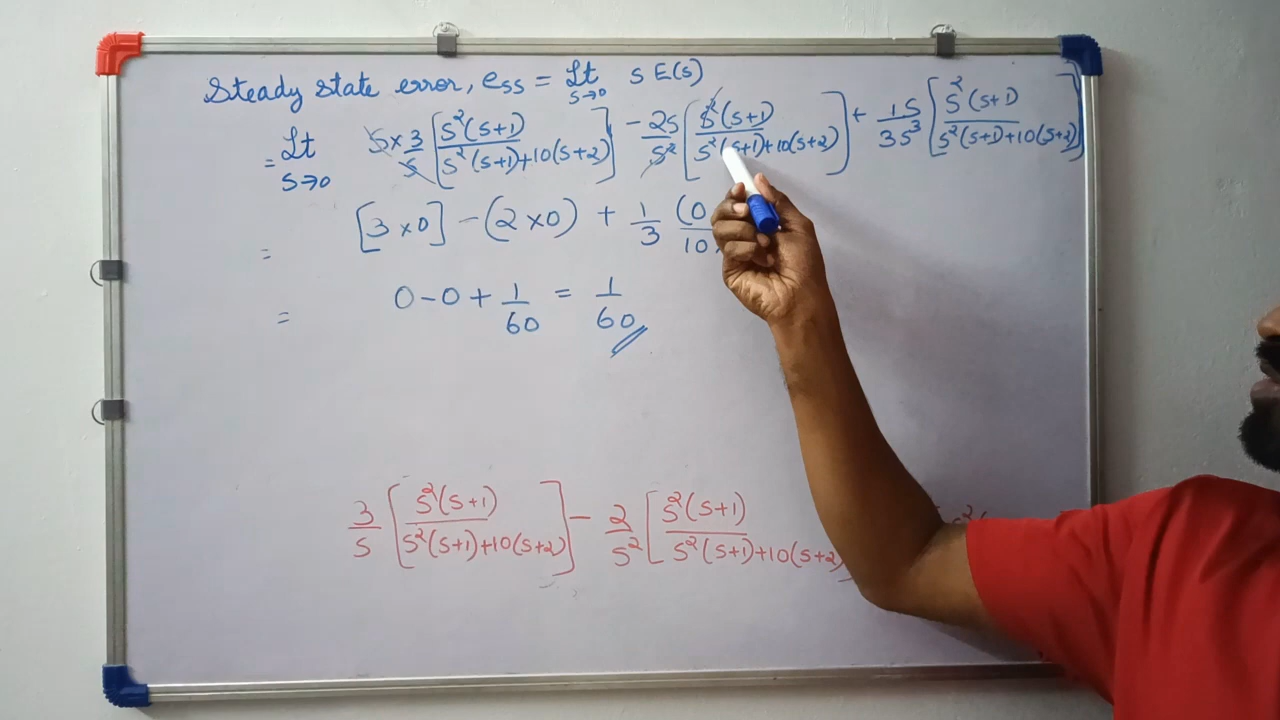 Steady state error, ess = Lt s→0 s E(s)
= Lt s→0 s × 3/s [s²(s+1) / s²(s+1)+10(s+2)] - 2s/s² [s²(s+1) / s²(s+1)+10(s+2)] + 1s/3s³ [s²(s+1) / s²(s+1)+10(s+2)]
= [3×0] - (2×0) + 1/3 (0 / 10
= 0-0+ 1/60 = 1/60
3/s [s²(s+1) / s²(s+1)+10(s+2)] - 2/s² [s²(s+1) / s²(s+1)+10(s+2)